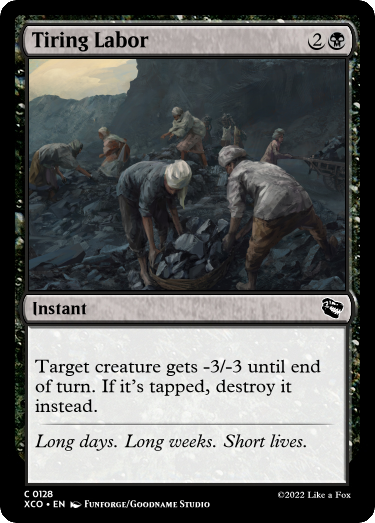 Tiring Labor 2
Instant
Target creature gets -3/-3 until end
of turn. If it's tapped, destroy it
instead.
Long days. Long weeks. Short lives.
C 0128
XCO • EN Funforge/Goodname Studio
©2022 Like a Fox